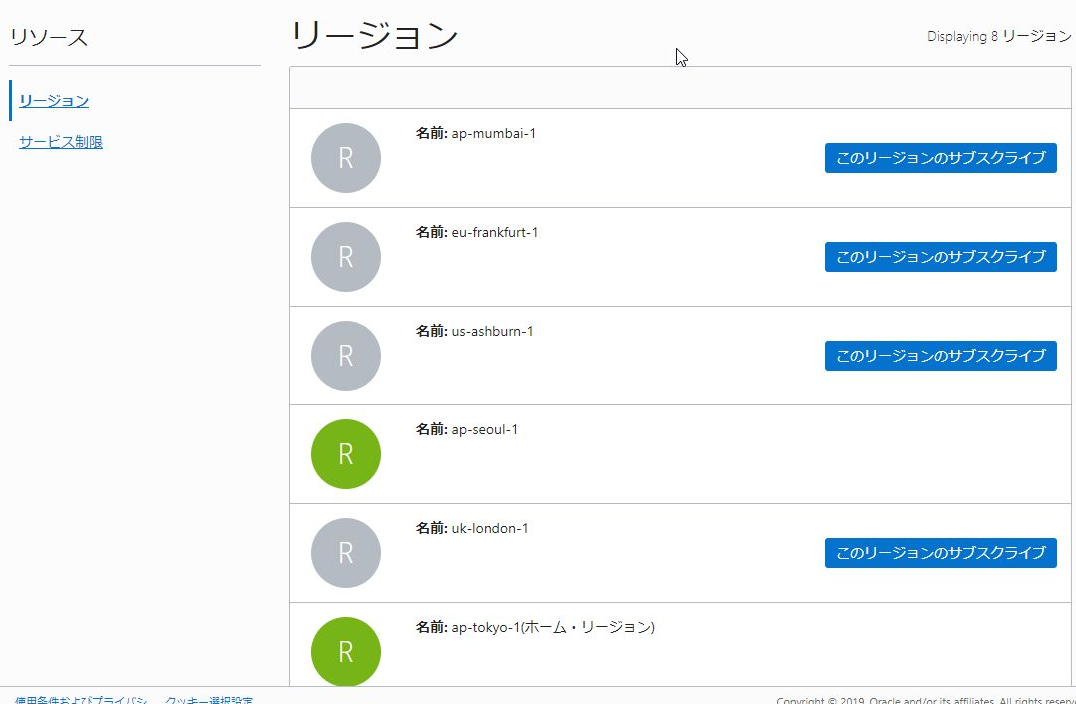 リソース
リージョン
サービス制限
リージョン
Displaying 8 リージョン
R
名前: ap-mumbai-1
このリージョンのサブスクライブ
R
名前: eu-frankfurt-1
このリージョンのサブスクライブ
R
名前: us-ashburn-1
このリージョンのサブスクライブ
R
名前: ap-seoul-1
R
名前: uk-london-1
このリージョンのサブスクライブ
R
名前: ap-tokyo-1(ホーム・リージョン)
使用条件およびプライバシ
クッキー選択設定
Copyright © 2019, Oracle and/or its affiliates. All rights